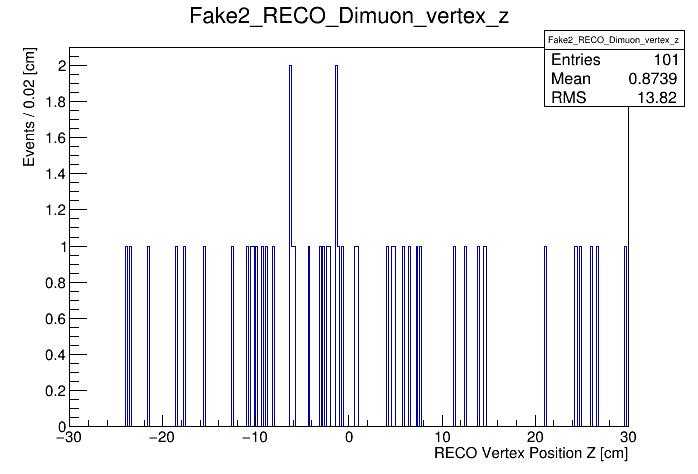 Fake2_RECO_Dimuon_vertex_z
Fake2_RECO_Dimuon_vertex_z
Entries 101
Mean 0.8739
RMS 13.82
Events / 0.02 [cm]
2
1.8
1.6
1.4
1.2
1
0.8
0.6
0.4
0.2
0
−30 −20 −10 0 10 20 30
RECO Vertex Position Z [cm]